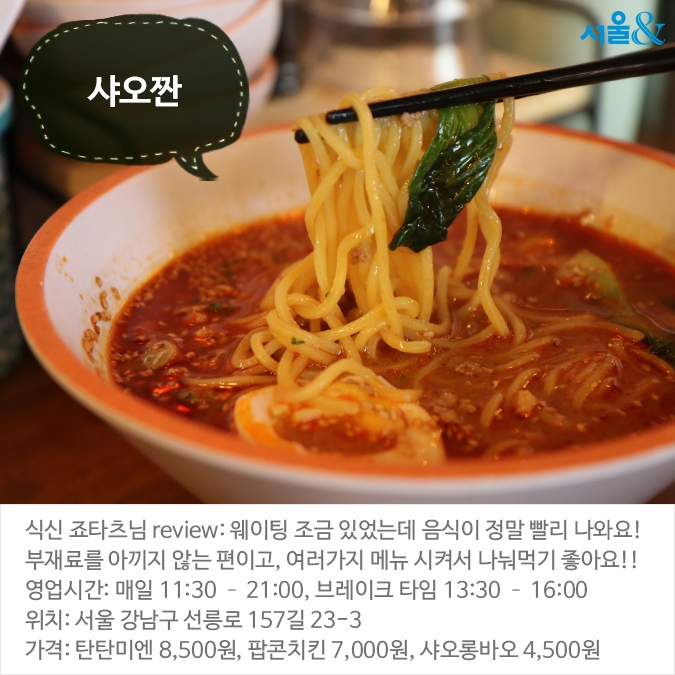 서울&
샤오짠
식신 죠타츠님 review: 웨이팅 조금 있었는데 음식이 정말 빨리 나와요!
부재료를 아끼지 않는 편이고, 여러가지 메뉴 시켜서 나눠먹기 좋아요!!
영업시간: 매일 11:30 - 21:00, 브레이크 타임 13:30 - 16:00
위치: 서울 강남구 선릉로 157길 23-3
가격: 탄탄미엔 8,500원, 팝콘치킨 7,000원, 샤오롱바오 4,500원